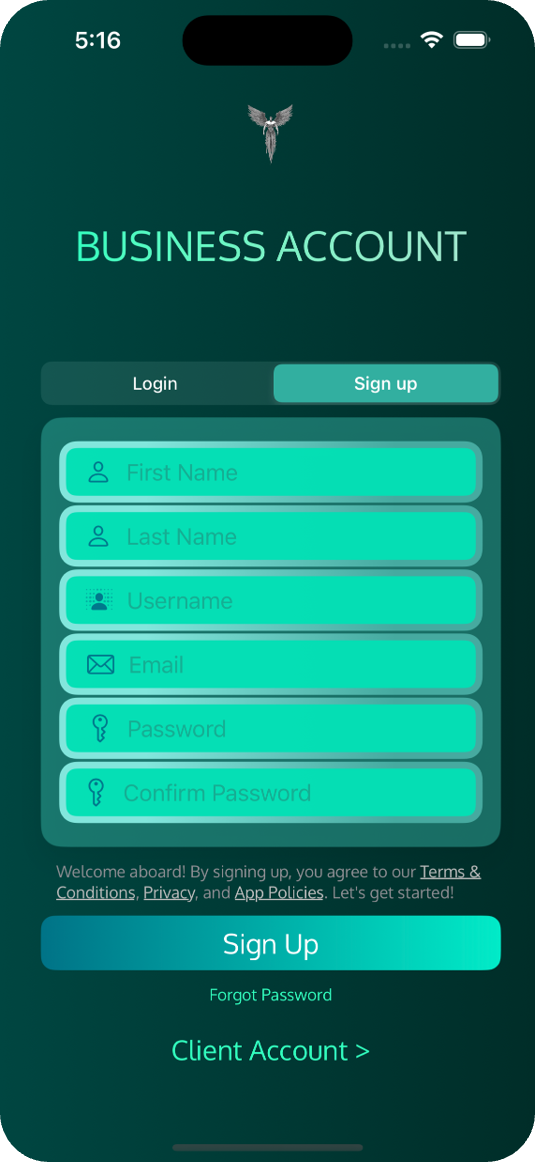 5:16
BUSINESS ACCOUNT
Login
Sign up
First Name
Last Name
Username
Email
Password
Confirm Password
Welcome aboard! By signing up, you agree to our Terms &
Conditions, Privacy, and App Policies. Let's get started!
Sign Up
Forgot Password
Client Account >